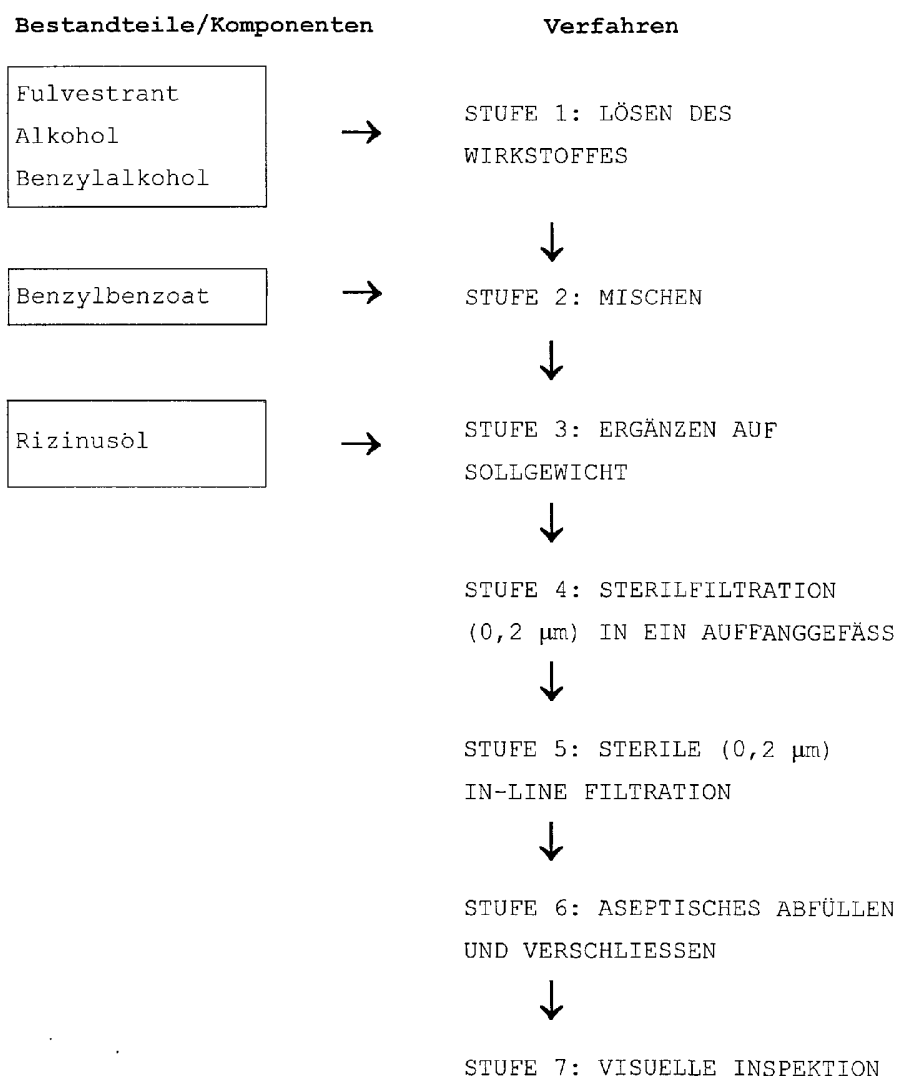 Bestandteile/Komponenten
Verfahren
Fulvestrant
Alkohol
Benzylalkohol
STUFE 1: LÖSEN DES
WIRKSTOFFES
Benzylbenzoat
STUFE 2: MISCHEN
Rizinusöl
STUFE 3: ERGÄNZEN AUF
SOLLGEWICHT
STUFE 4: STERILFILTRATION
(0,2 µm) IN EIN AUFFANGGEFÄSS
STUFE 5: STERILE (0,2 µm)
IN-LINE FILTRATION
STUFE 6: ASEPTISCHES ABFÜLLEN
UND VERSCHLIESSEN
STUFE 7: VISUELLE INSPEKTION